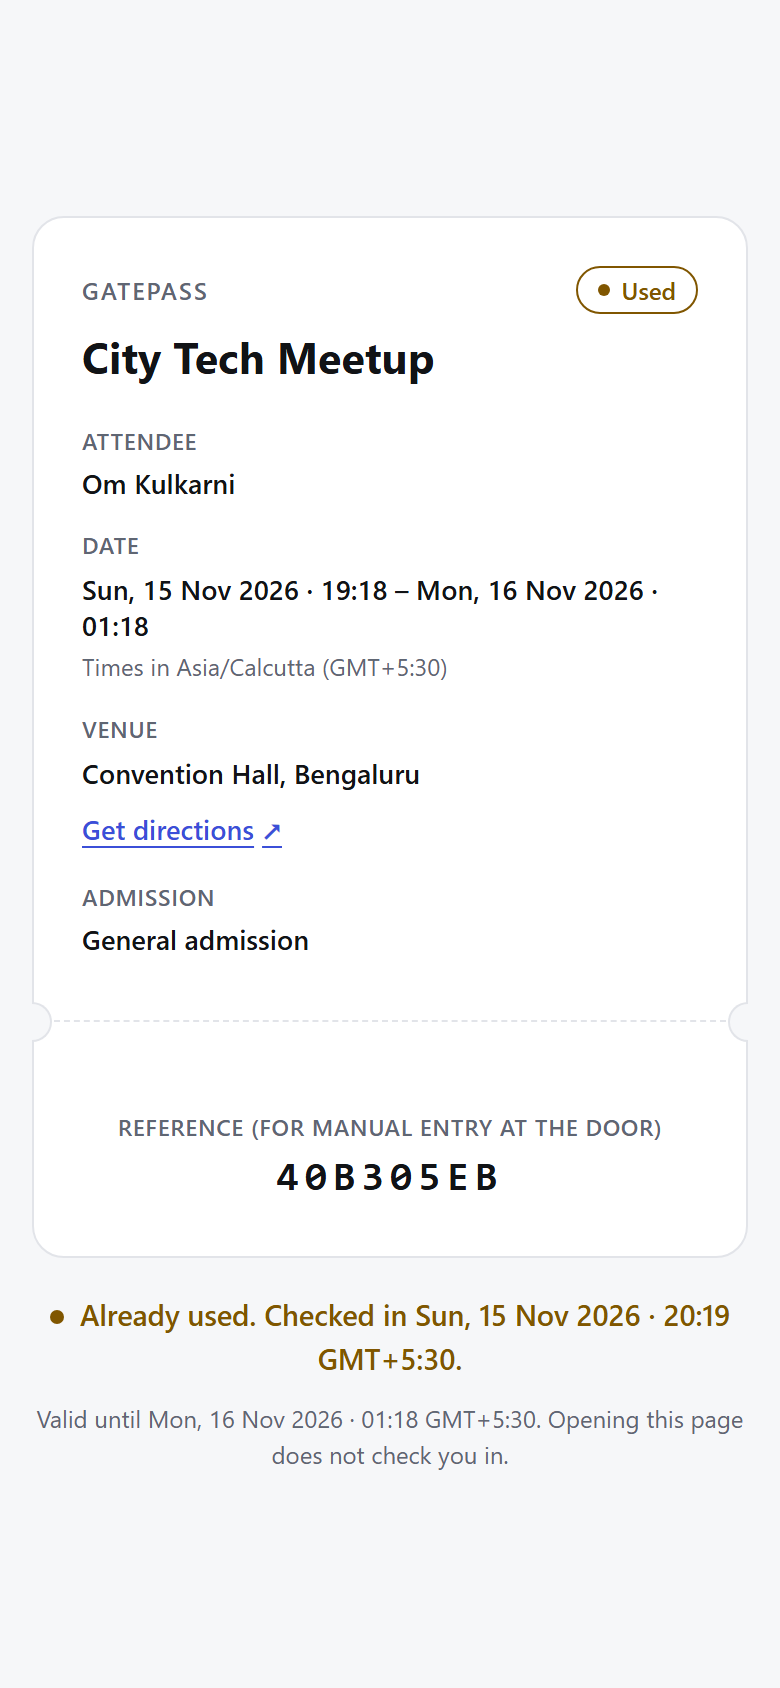 GATEPASS
Used
City Tech Meetup
ATTENDEE
Om Kulkarni
DATE
Sun, 15 Nov 2026 · 19:18 – Mon, 16 Nov 2026 ·
01:18
Times in Asia/Calcutta (GMT+5:30)
VENUE
Convention Hall, Bengaluru
Get directions ↗
ADMISSION
General admission
REFERENCE (FOR MANUAL ENTRY AT THE DOOR)
40B305EB
Already used. Checked in Sun, 15 Nov 2026 · 20:19
GMT+5:30.
Valid until Mon, 16 Nov 2026 · 01:18 GMT+5:30. Opening this page
does not check you in.